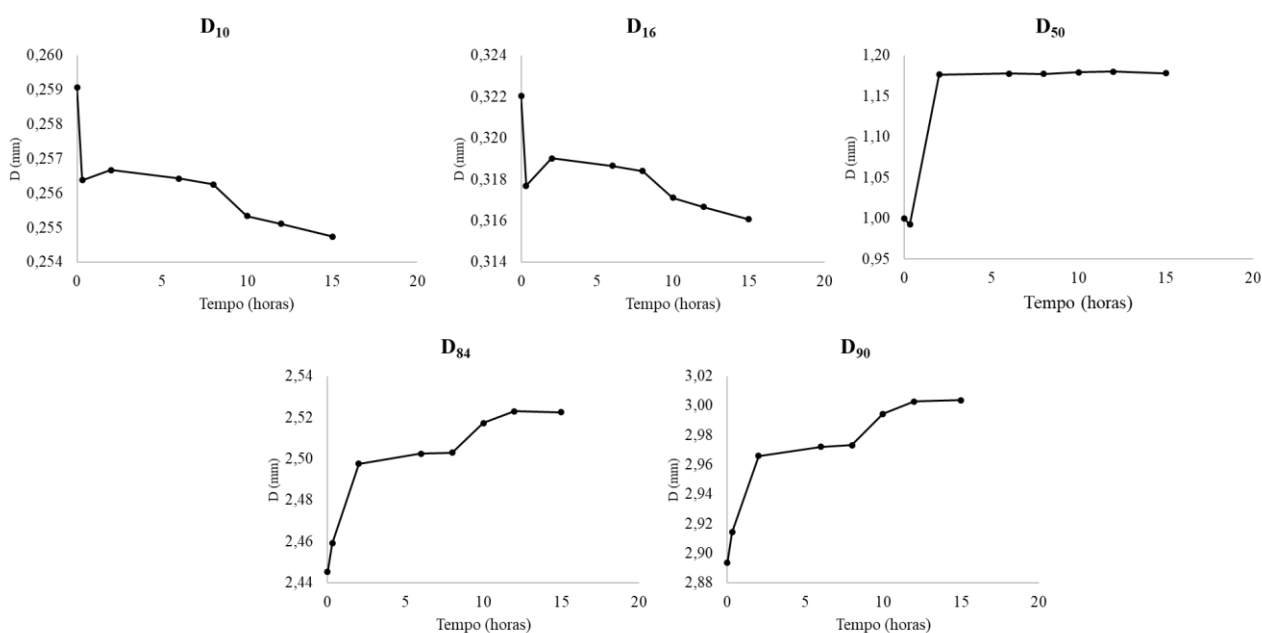 D₁₀
0,260
0,259
0,258
0,257
0,256
0,255
0,254
D (mm)
0 5 10 15 20
Tempo (horas)
D₁₆
0,324
0,322
0,320
0,318
0,316
0,314
D (mm)
0 5 10 15 20
Tempo (horas)
D₅₀
1,20
1,15
1,10
1,05
1,00
0,95
D (mm)
0 5 10 15 20
Tempo (horas)
D₈₄
2,54
2,52
2,50
2,48
2,46
2,44
D (mm)
0 5 10 15 20
Tempo (horas)
D₉₀
3,02
3,00
2,98
2,96
2,94
2,92
2,90
2,88
D (mm)
0 5 10 15 20
Tempo (horas)